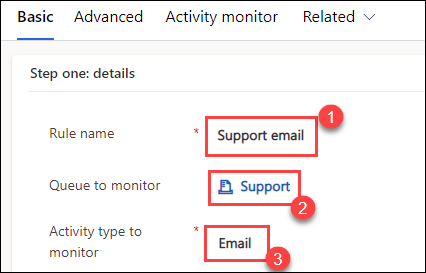 Basic Advanced Activity monitor Related
Step one: details
Rule name * Support email 1
Queue to monitor Support 2
Activity type to * Email 3
monitor